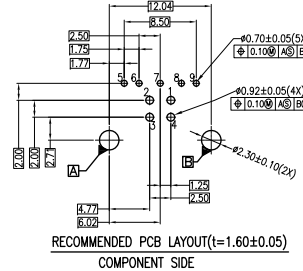 12.04
8.50
2.50
1.75
1.77
ø0.70±0.05(5X
⌖ 0.10Ⓜ AⓈ B
5 6 7 8 9
2 1
ø0.92±0.05(4X)
⌖ 0.10Ⓜ AⓈ B
3 4
2.00
2.00
2.71
A
B
ø2.30±0.10(2X)
1.25
4.77
2.50
6.02
RECOMMENDED PCB LAYOUT(t=1.60±0.05)
COMPONENT SIDE